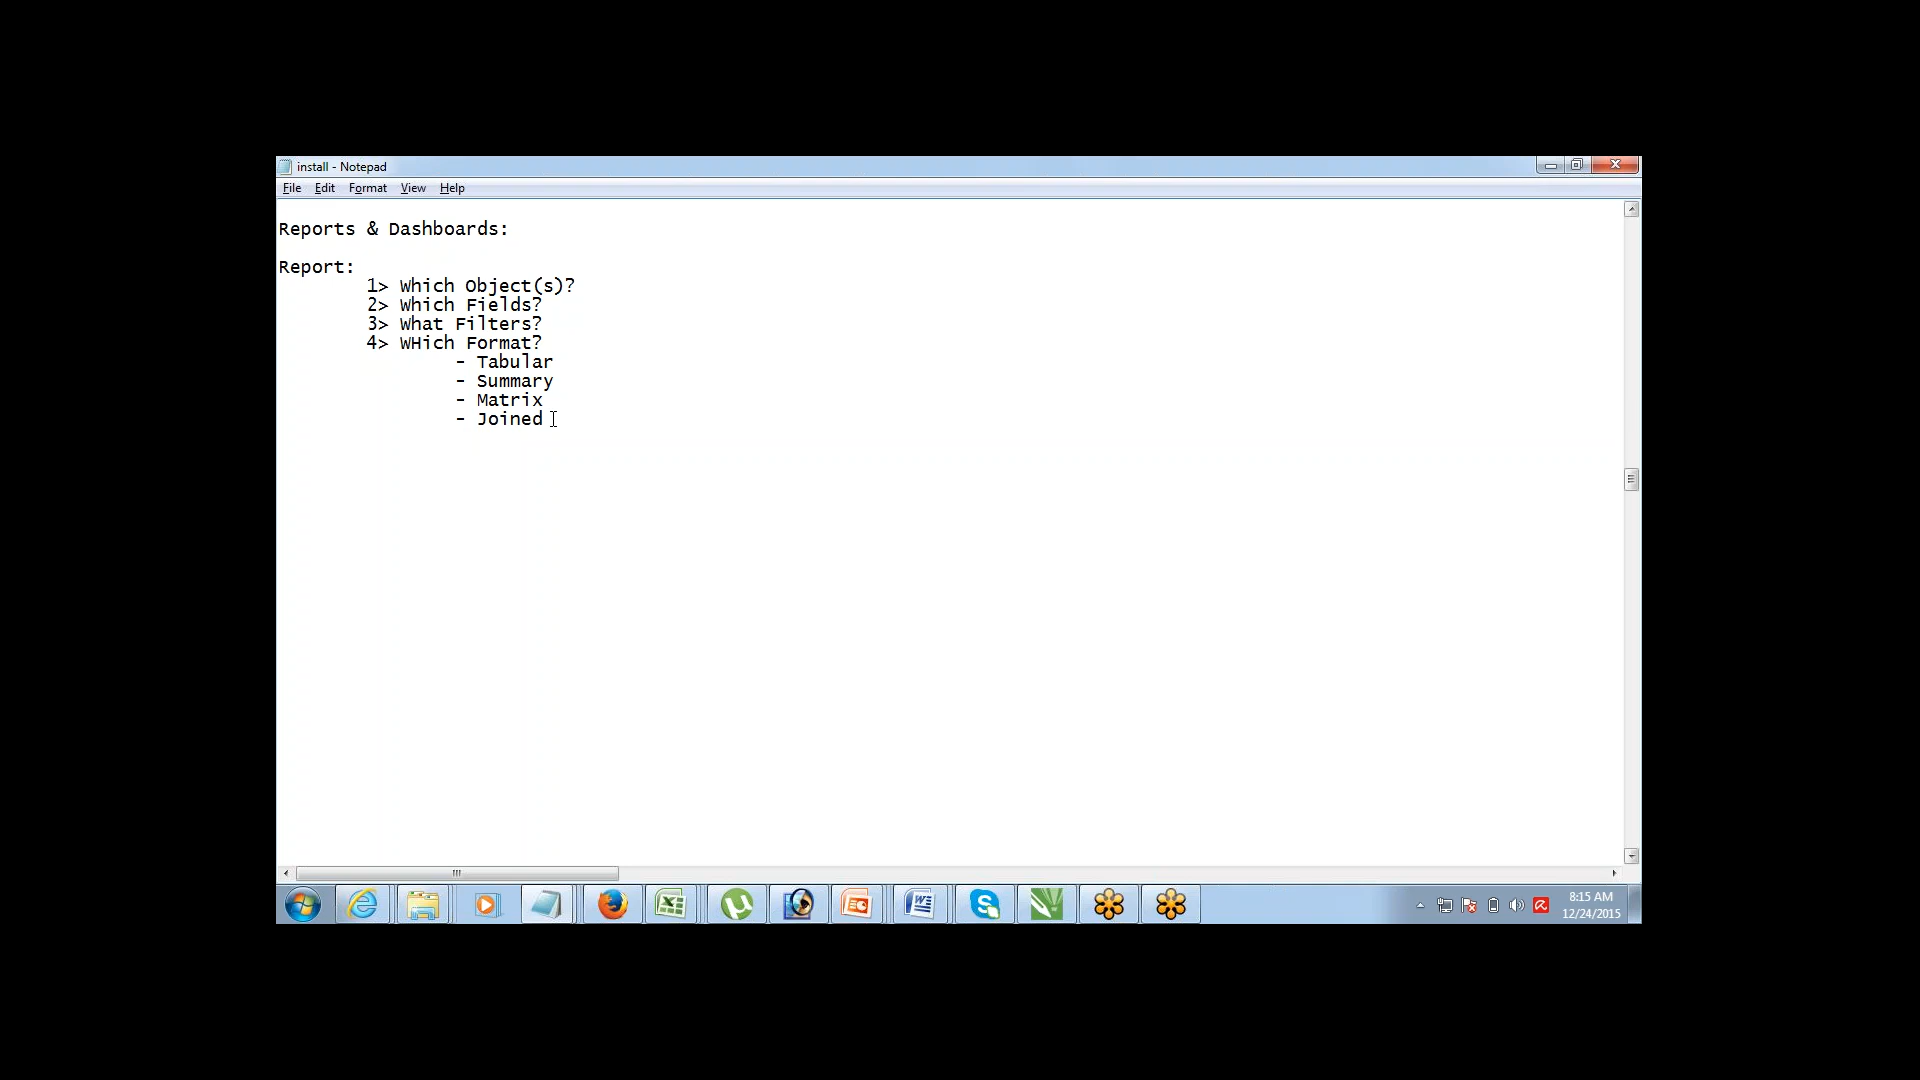 install - Notepad
File Edit Format View Help
Reports & Dashboards:
Report:
1> Which Object(s)?
2> Which Fields?
3> What Filters?
4> WHich Format?
- Tabular
- Summary
- Matrix
- Joined
8:15 AM
12/24/2015